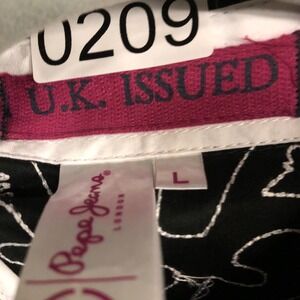 0209
U.K. ISSUED
L
Pepe Jeans
LONDON